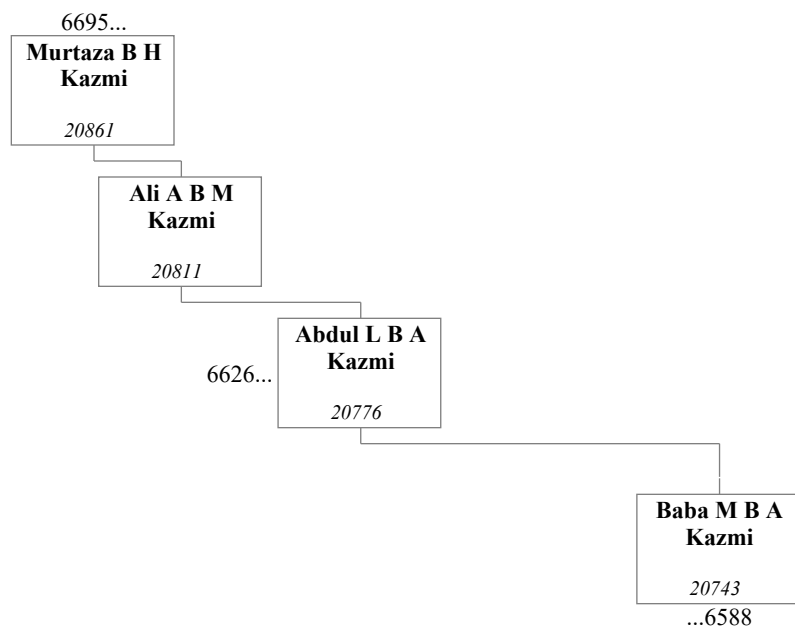 6695...
Murtaza B H
Kazmi
20861
Ali A B M
Kazmi
20811
Abdul L B A
Kazmi
6626...
20776
Baba M B A
Kazmi
20743
...6588